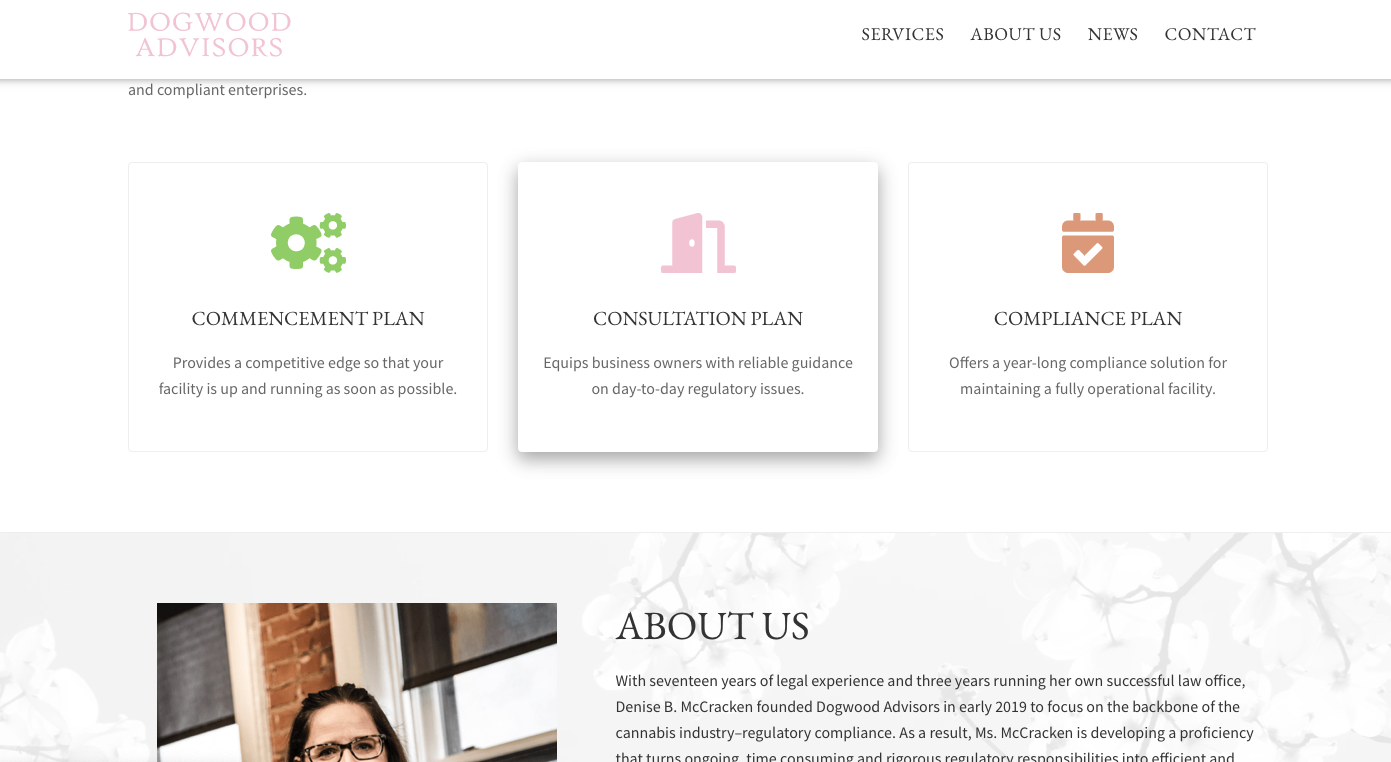 DOGWOOD
ADVISORS
SERVICES ABOUT US NEWS CONTACT
and compliant enterprises.
COMMENCEMENT PLAN
Provides a competitive edge so that your
facility is up and running as soon as possible.
CONSULTATION PLAN
Equips business owners with reliable guidance
on day-to-day regulatory issues.
COMPLIANCE PLAN
Offers a year-long compliance solution for
maintaining a fully operational facility.
ABOUT US
With seventeen years of legal experience and three years running her own successful law office,
Denise B. McCracken founded Dogwood Advisors in early 2019 to focus on the backbone of the
cannabis industry–regulatory compliance. As a result, Ms. McCracken is developing a proficiency
that turns ongoing, time consuming and rigorous regulatory responsibilities into efficient and